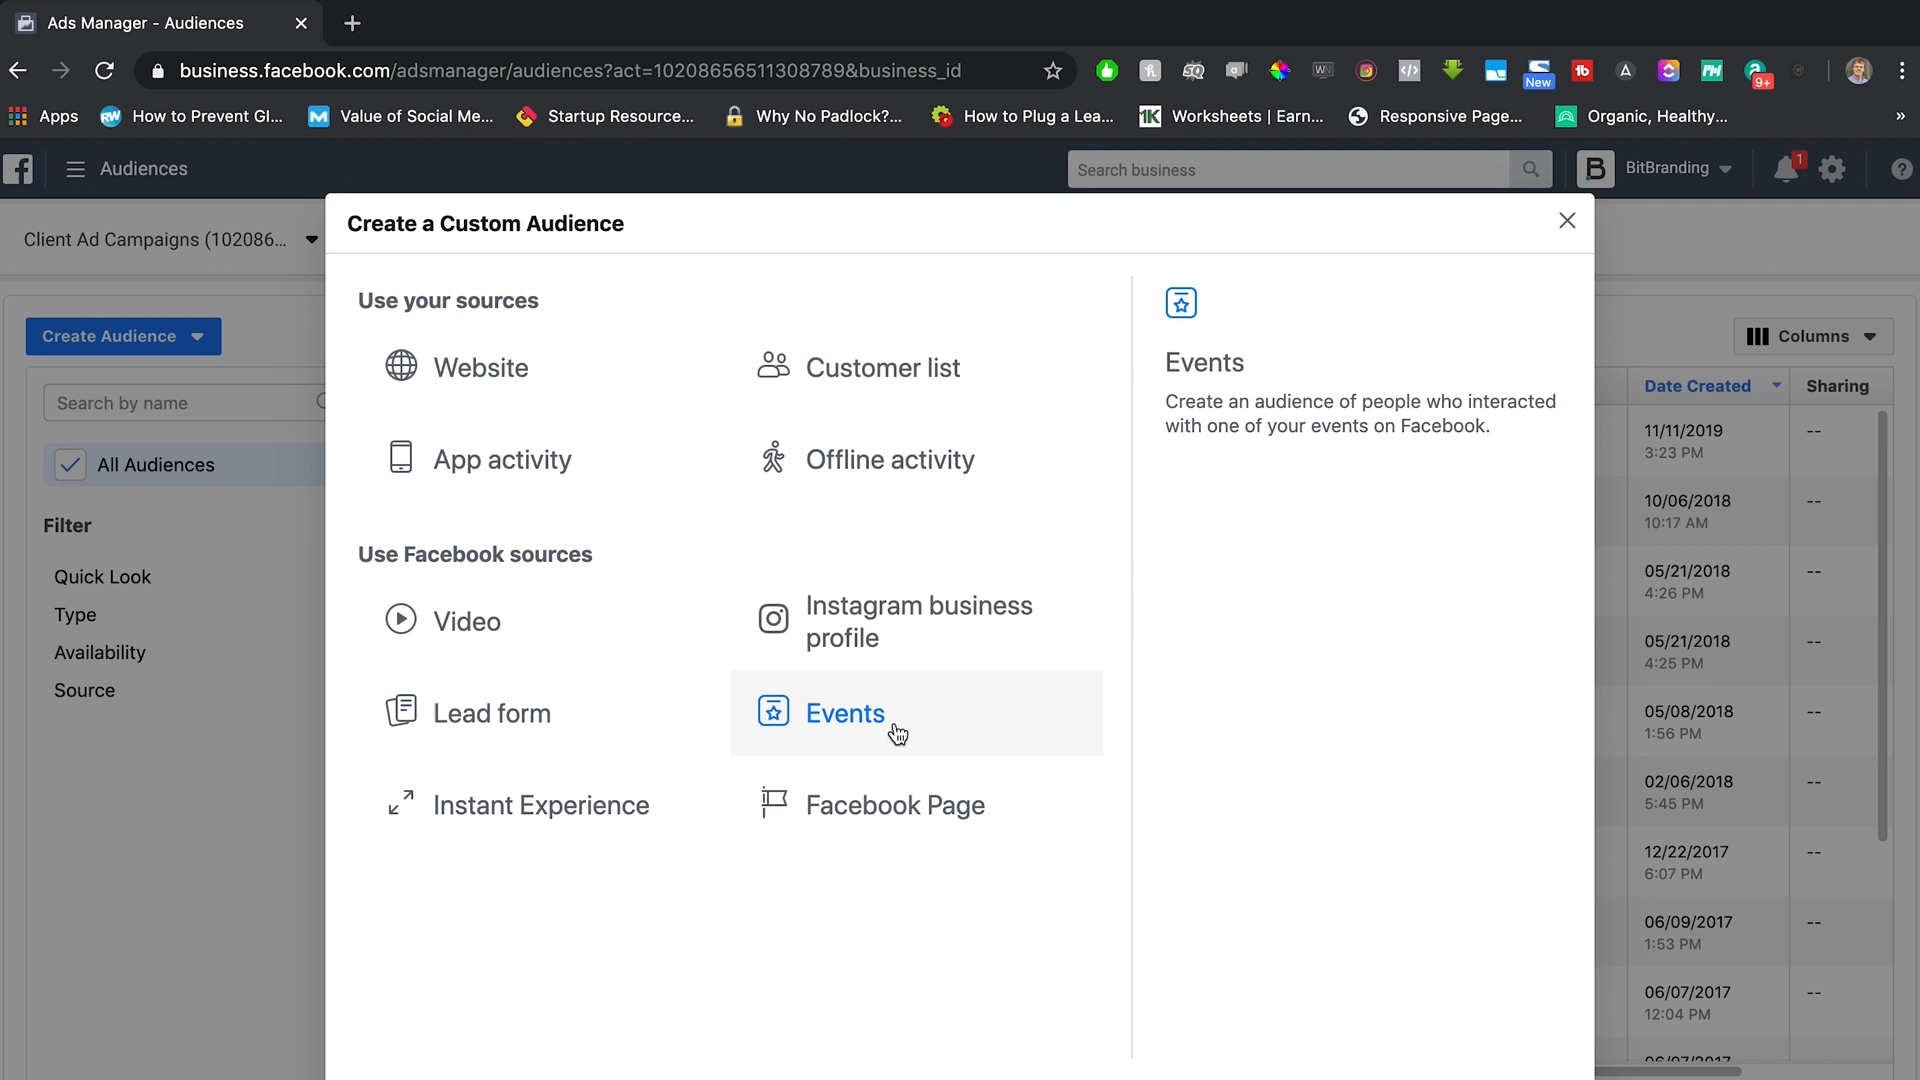 Ads Manager - Audiences
business.facebook.com/adsmanager/audiences?act=10208656511308789&business_id
New
9+
Apps
How to Prevent Gl...
Value of Social Me...
Startup Resource...
Why No Padlock?...
How to Plug a Lea...
1K
Worksheets | Earn...
Responsive Page...
Organic, Healthy...
»
Audiences
Search business
B
BitBranding
1
Client Ad Campaigns (102086...
Create a Custom Audience
Create Audience
Search by name
All Audiences
Filter
Quick Look
Type
Availability
Source
Use your sources
Website
Customer list
App activity
Offline activity
Use Facebook sources
Video
Instagram business
profile
Lead form
Events
Instant Experience
Facebook Page
Events
Create an audience of people who interacted
with one of your events on Facebook.
Columns
Date Created
Sharing
11/11/2019
3:23 PM
--
10/06/2018
10:17 AM
--
05/21/2018
4:26 PM
--
05/21/2018
4:25 PM
--
05/08/2018
1:56 PM
--
02/06/2018
5:45 PM
--
12/22/2017
6:07 PM
--
06/09/2017
1:53 PM
--
06/07/2017
12:04 PM
--
06/07/2017